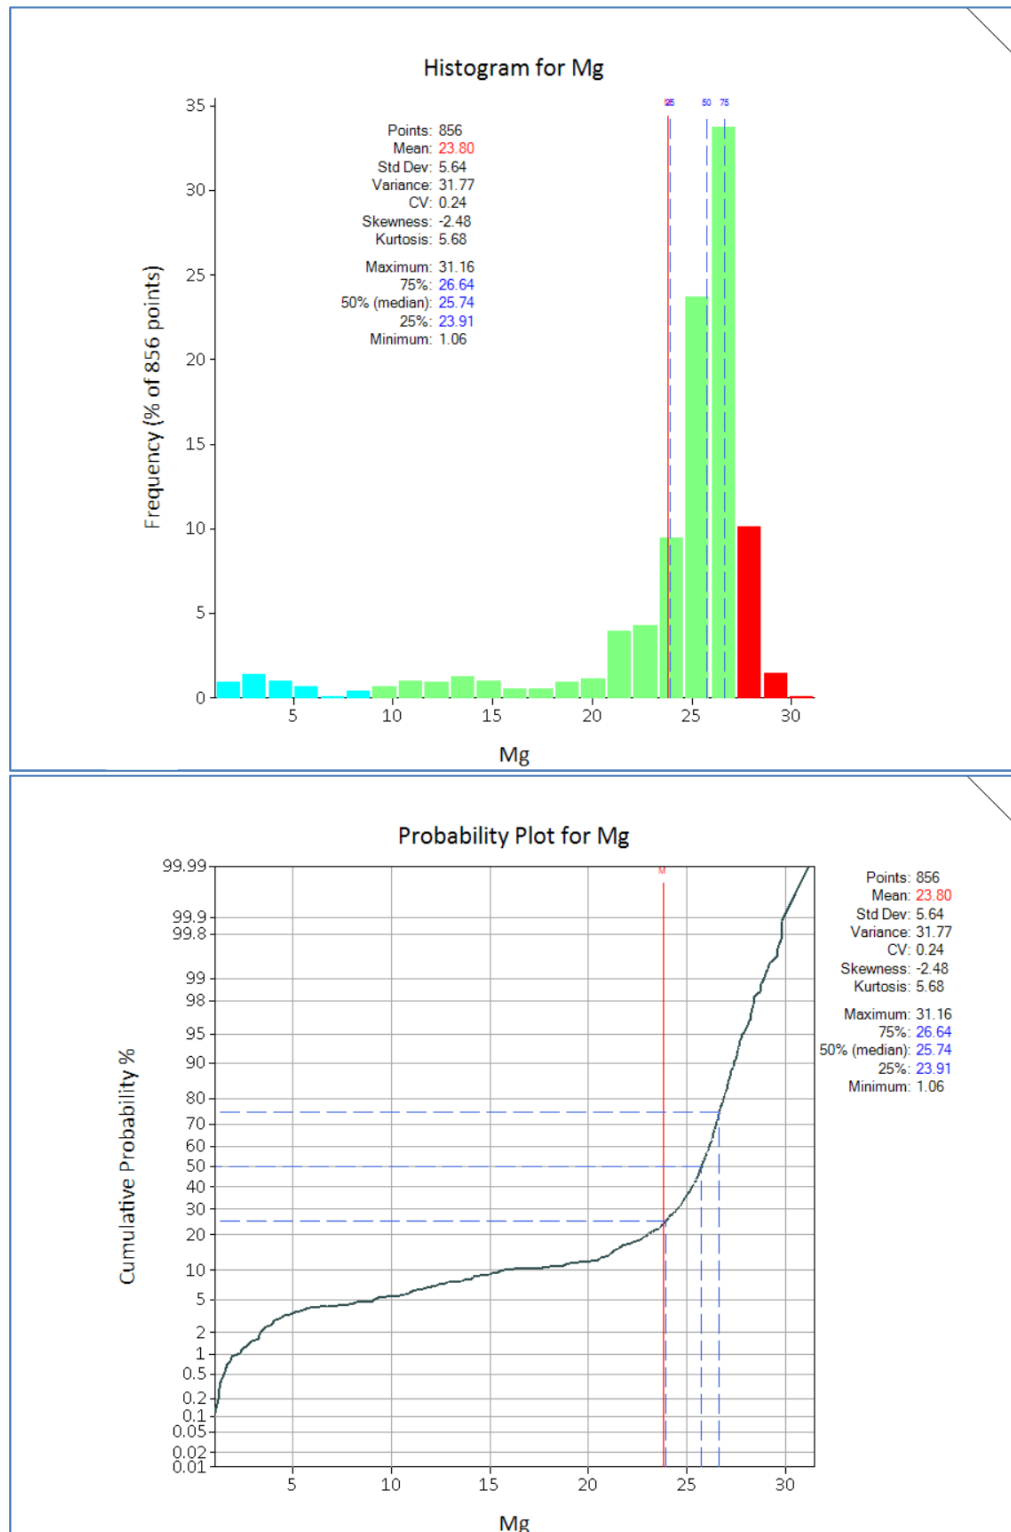 Histogram for Mg
25 50 75
Points: 856
Mean: 23.80
Std Dev: 5.64
Variance: 31.77
CV: 0.24
Skewness: -2.48
Kurtosis: 5.68
Maximum: 31.16
75%: 26.64
50% (median): 25.74
25%: 23.91
Minimum: 1.06
Frequency (% of 856 points)
35
30
25
20
15
10
5
0
5 10 15 20 25 30
Mg
Probability Plot for Mg
M
Points: 856
Mean: 23.80
Std Dev: 5.64
Variance: 31.77
CV: 0.24
Skewness: -2.48
Kurtosis: 5.68
Maximum: 31.16
75%: 26.64
50% (median): 25.74
25%: 23.91
Minimum: 1.06
Cumulative Probability %
99.99
99.9
99.8
99
98
95
90
80
70
60
50
40
30
20
10
5
2
1
0.5
0.2
0.1
0.05
0.02
0.01
5 10 15 20 25 30
Mg